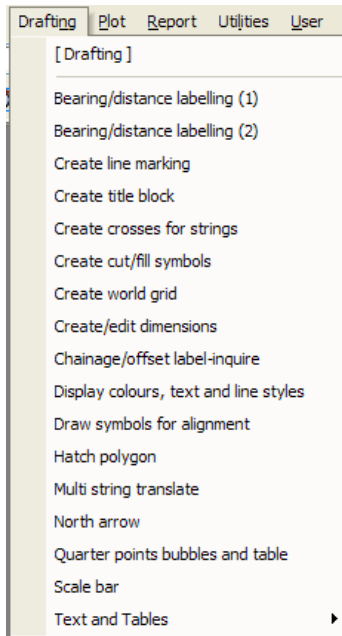 Drafting Plot Report Utilities User
[ Drafting ]
Bearing/distance labelling (1)
Bearing/distance labelling (2)
Create line marking
Create title block
Create crosses for strings
Create cut/fill symbols
Create world grid
Create/edit dimensions
Chainage/offset label-inquire
Display colours, text and line styles
Draw symbols for alignment
Hatch polygon
Multi string translate
North arrow
Quarter points bubbles and table
Scale bar
Text and Tables